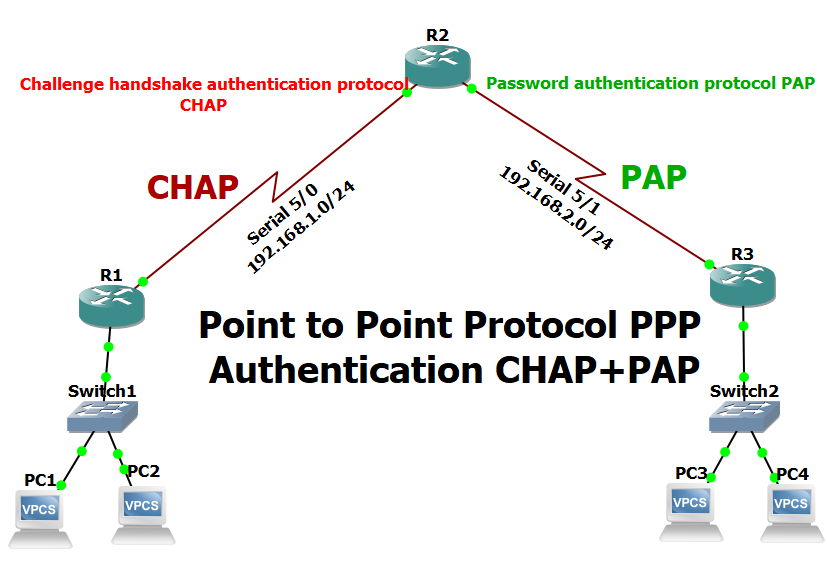 R2
Challenge handshake authentication protocol
CHAP
Password authentication protocol PAP
CHAP
PAP
Serial 5/0
192.168.1.0/24
Serial 5/1
192.168.2.0/24
R1
R3
Point to Point Protocol PPP
Authentication CHAP+PAP
Switch1
Switch2
PC1
PC2
PC3
PC4
VPCS
VPCS
VPCS
VPCS